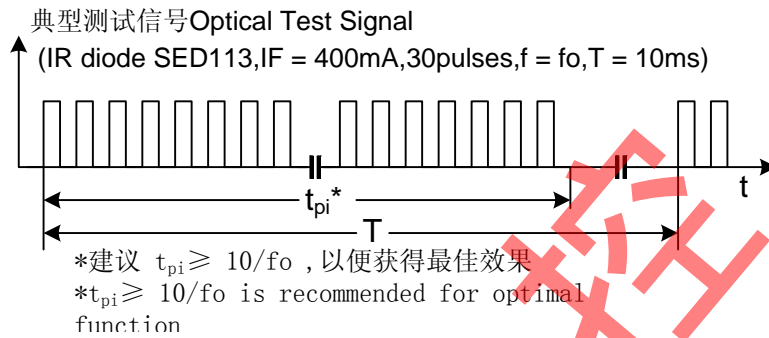 典型测试信号Optical Test Signal
(IR diode SED113,IF = 400mA,30pulses,f = fo,T = 10ms)
t
tpi*
T
*建议 tpi≥ 10/fo ,以便获得最佳效果
*tpi≥ 10/fo is recommended for optimal
function
控